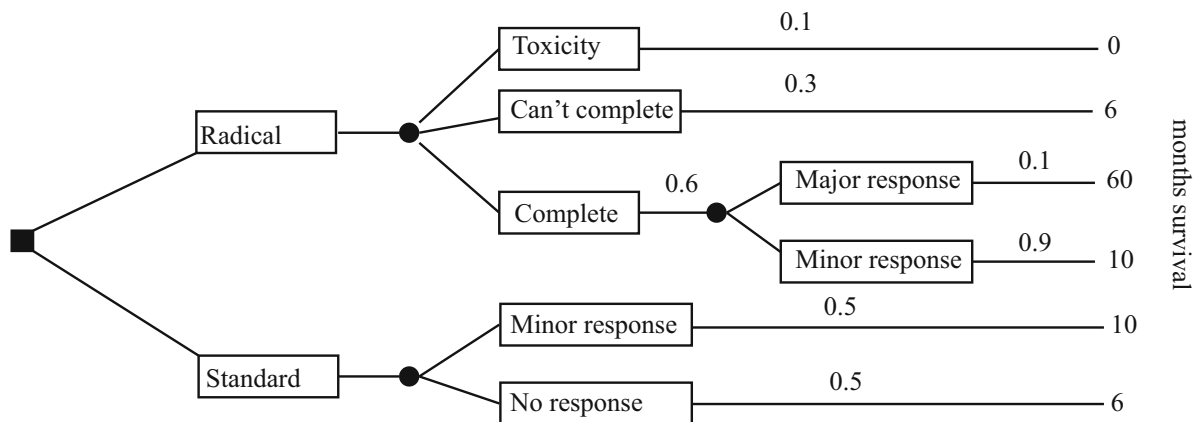 Toxicity 0.1 0
Can't complete 0.3 6
Radical
Complete 0.6 Major response 0.1 60
Minor response 0.9 10
Minor response 0.5 10
Standard
No response 0.5 6
months survival